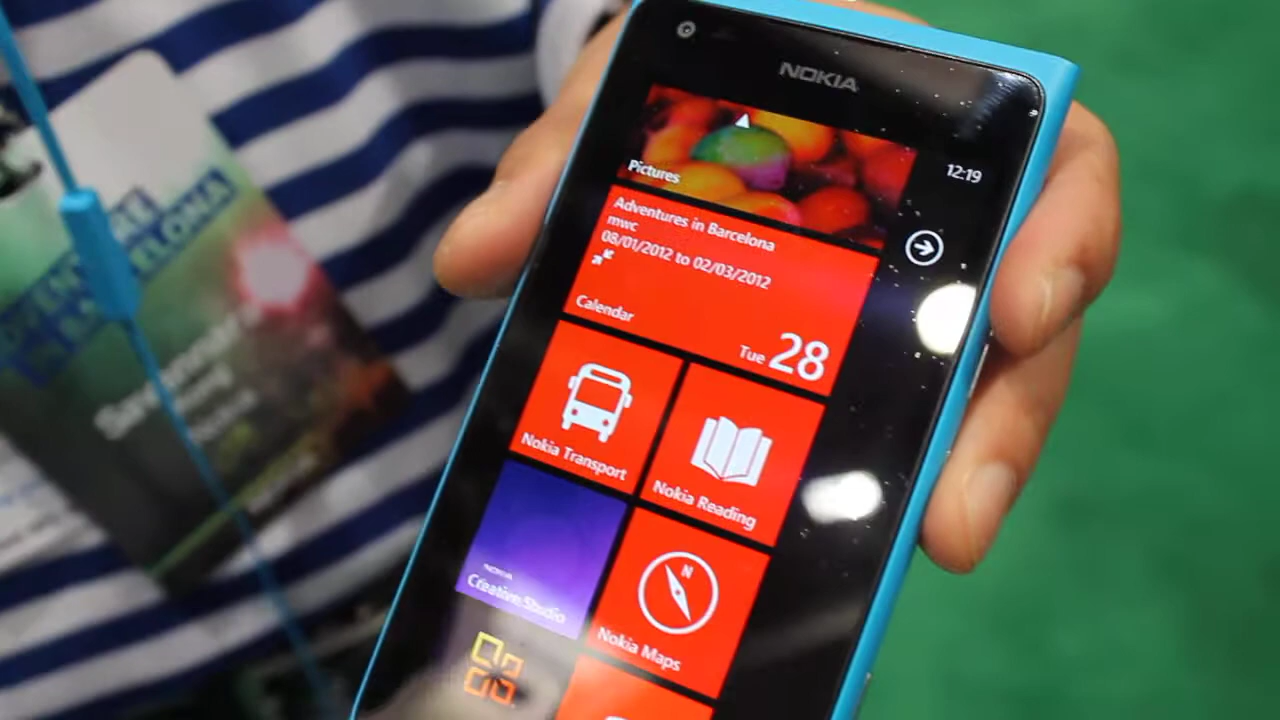 NOKIA
12:19
Pictures
Adventures in Barcelona
mwc
08/01/2012 to 02/03/2012
Calendar
Tue 28
Nokia Transport
Nokia Reading
NOKIA
Creative Studio
N
Nokia Maps